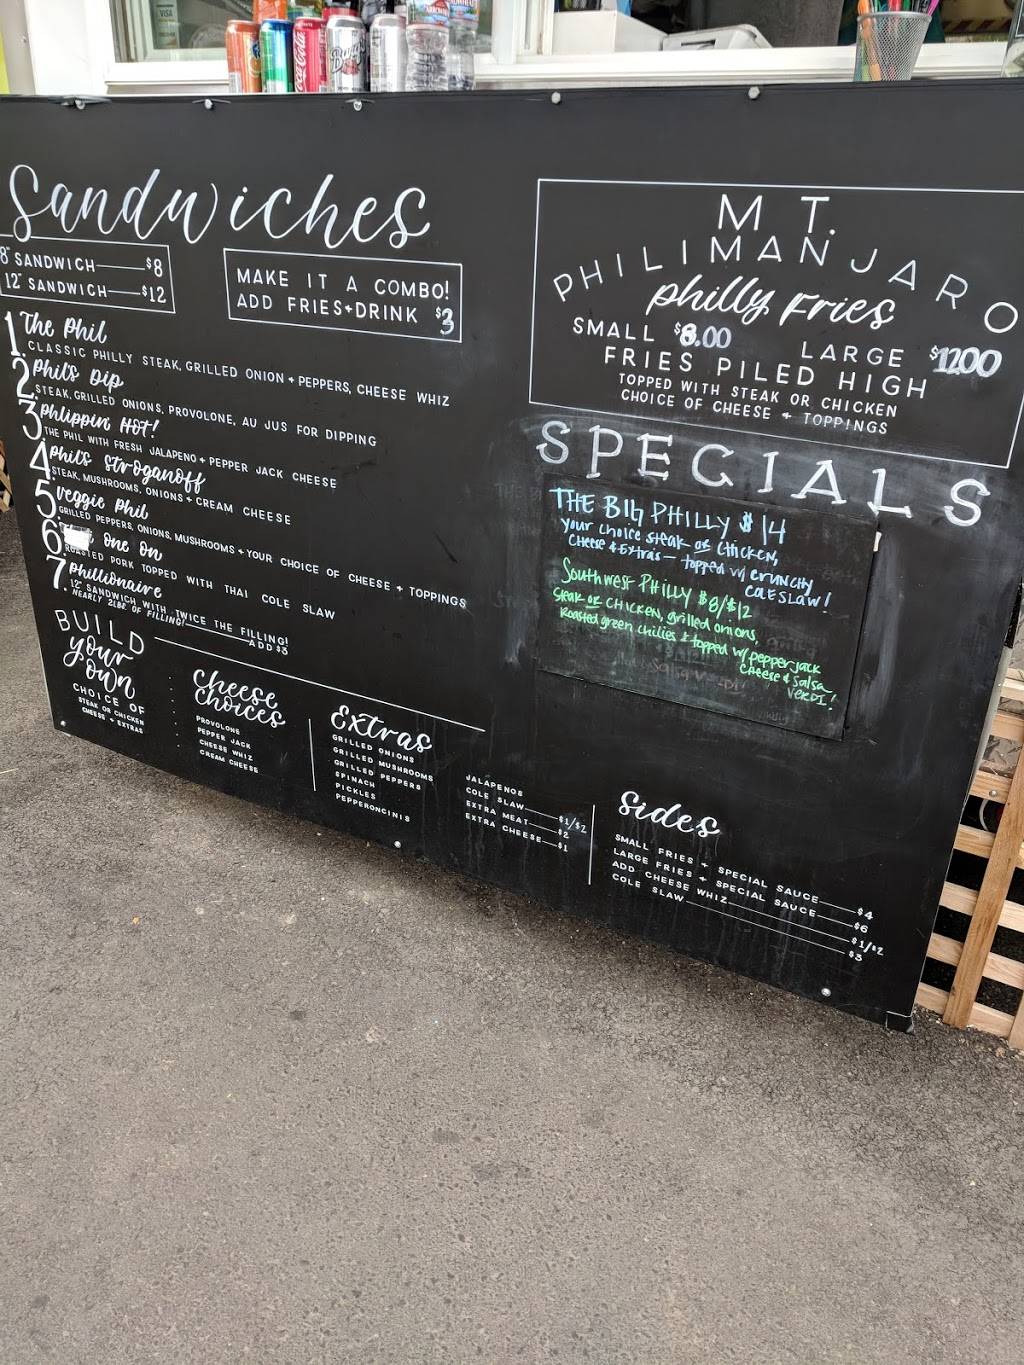 VISA
Coca-Cola
Sandwiches
8" SANDWICH $8
12" SANDWICH $12
MAKE IT A COMBO!
ADD FRIES+DRINK $3
1 The Phil
CLASSIC PHILLY STEAK, GRILLED ONION + PEPPERS, CHEESE WHIZ
2 Phil's Dip
STEAK, GRILLED ONIONS, PROVOLONE, AU JUS FOR DIPPING
3 Phlippin Hot!
THE PHIL WITH FRESH JALAPENO + PEPPER JACK CHEESE
4 Phil's Stroganoff
STEAK, MUSHROOMS, ONIONS + CREAM CHEESE
5 Veggie Phil
GRILLED PEPPERS, ONIONS, MUSHROOMS + YOUR CHOICE OF CHEESE + TOPPINGS
6 One On
ROASTED PORK TOPPED WITH THAI COLE SLAW
7 Phillionaire
12" SANDWICH WITH TWICE THE FILLING!
NEARLY 2LBS OF FILLING! ADD $3
BUILD
your
own
CHOICE OF
STEAK OR CHICKEN
CHEESE + EXTRAS
Cheese
Choices
PROVOLONE
PEPPER JACK
CHEESE WHIZ
CREAM CHEESE
Extras
GRILLED ONIONS
GRILLED MUSHROOMS
GRILLED PEPPERS
SPINACH
PICKLES
PEPPERONCINIS
JALAPENOS
COLE SLAW $1/$2
EXTRA MEAT $2
EXTRA CHEESE $1
MT.
PHILIMANJARO
philly Fries
SMALL $8.00 LARGE $12.00
FRIES PILED HIGH
TOPPED WITH STEAK OR CHICKEN
CHOICE OF CHEESE + TOPPINGS
SPECIALS
THE BIG PHILLY $14
Your choice steak or chicken,
Cheese & Extras — topped w/ crunchy
COLESLAW!
Southwest PHILLY $8/$12
Steak or CHICKEN, grilled onions,
Roasted green chilies & topped w/ pepperjack
Cheese & Salsa
VERDE!
Sides
SMALL FRIES + SPECIAL SAUCE $4
LARGE FRIES + SPECIAL SAUCE $6
ADD CHEESE WHIZ $1/$2
COLE SLAW $3